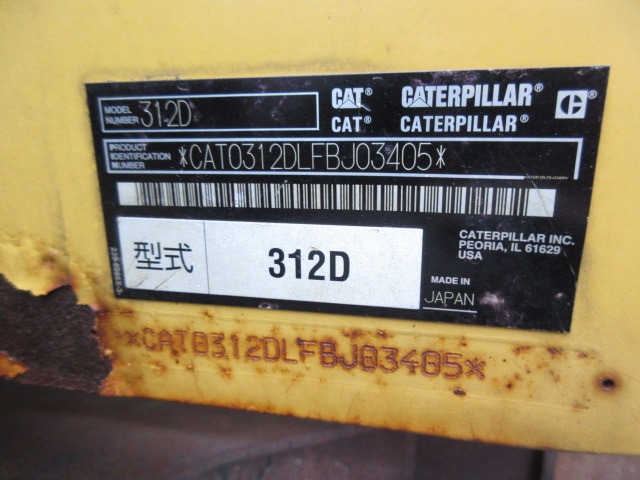 MODEL NUMBER 312D
CAT® CATERPILLAR® C
CAT® CATERPILLAR®
PRODUCT IDENTIFICATION NUMBER *CAT0312DLFBJ03405*
型式 312D
CATERPILLAR INC.
PEORIA, IL 61629
USA
MADE IN
JAPAN
*CAT0312DLFBJ03405*